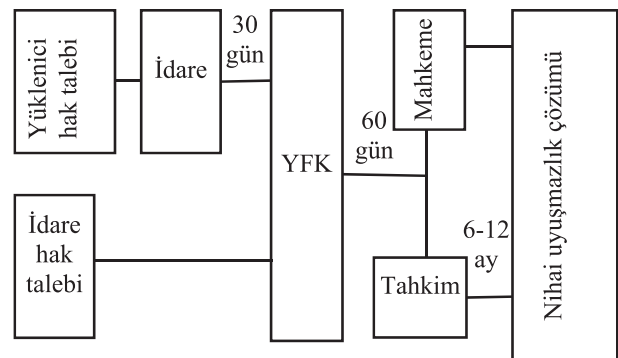 Yüklenici
hak talebi
İdare
30
gün
İdare
hak
talebi
YFK
60
gün
Mahkeme
Tahkim
6-12
ay
Nihai uyuşmazlık çözümü